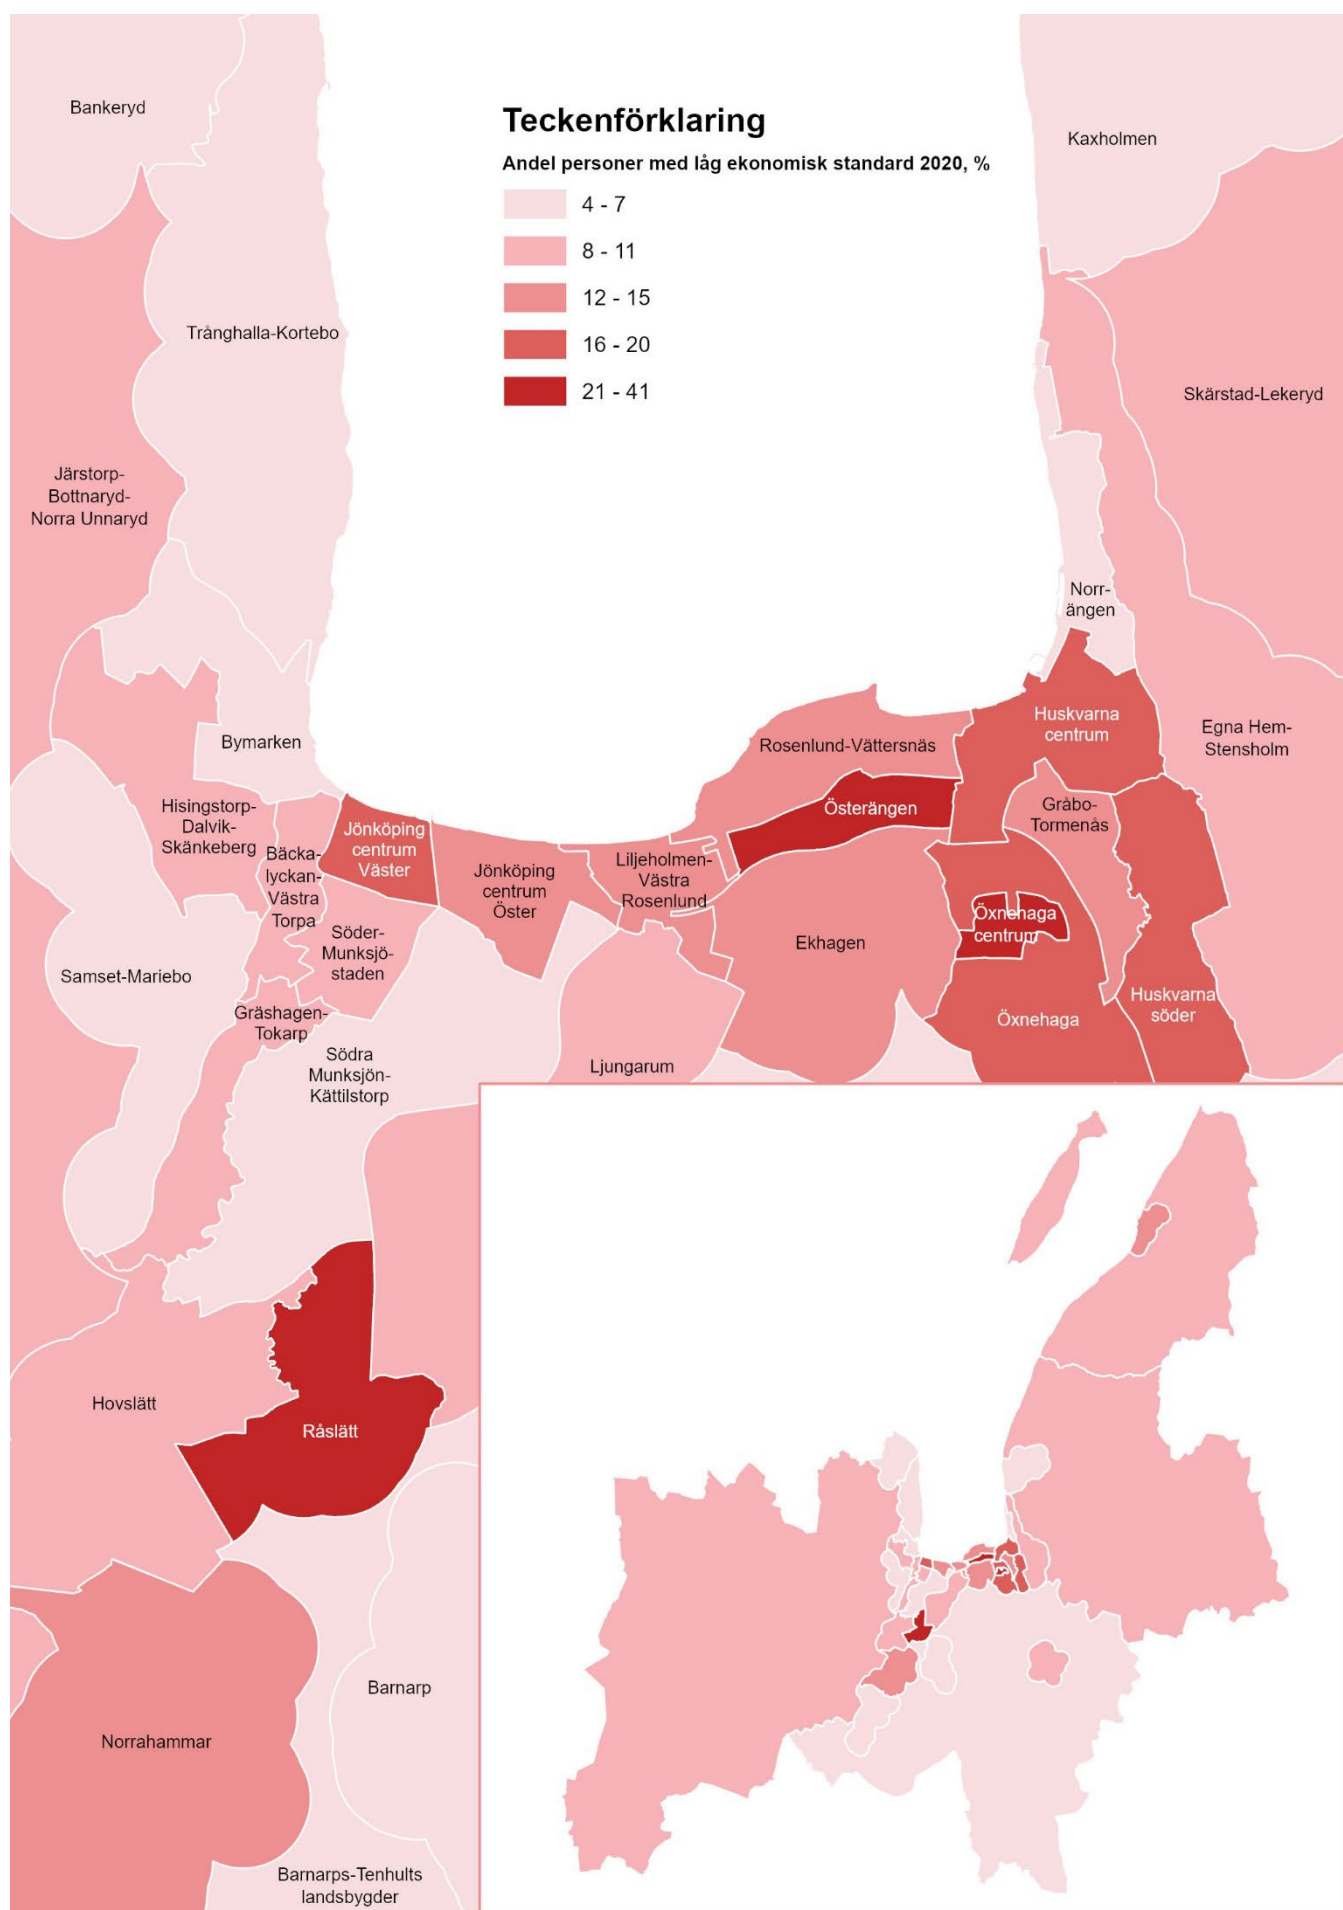 Teckenförklaring
Andel personer med låg ekonomisk standard 2020, %
4 - 7
8 - 11
12 - 15
16 - 20
21 - 41
Bankeryd
Kaxholmen
Trånghalla-Kortebo
Skärstad-Lekeryd
Järstorp-
Bottnaryd-
Norra Unnaryd
Norr-
ängen
Bymarken
Rosenlund-Vättersnäs
Huskvarna
centrum
Egna Hem-
Stensholm
Hisingstorp-
Dalvik-
Skänkeberg
Österängen
Gråbo-
Tormenås
Jönköping
centrum
Väster
Bäcka-
lyckan-
Västra
Torpa
Jönköping
centrum
Öster
Liljeholmen-
Västra
Rosenlund
Öxnehaga
centrum
Söder-
Munksjö-
staden
Ekhagen
Samset-Mariebo
Huskvarna
söder
Gräshagen-
Tokarp
Öxnehaga
Södra
Munksjön-
Kättilstorp
Ljungarum
Hovslätt
Råslätt
Barnarp
Norrahammar
Barnarps-Tenhults
landsbygder